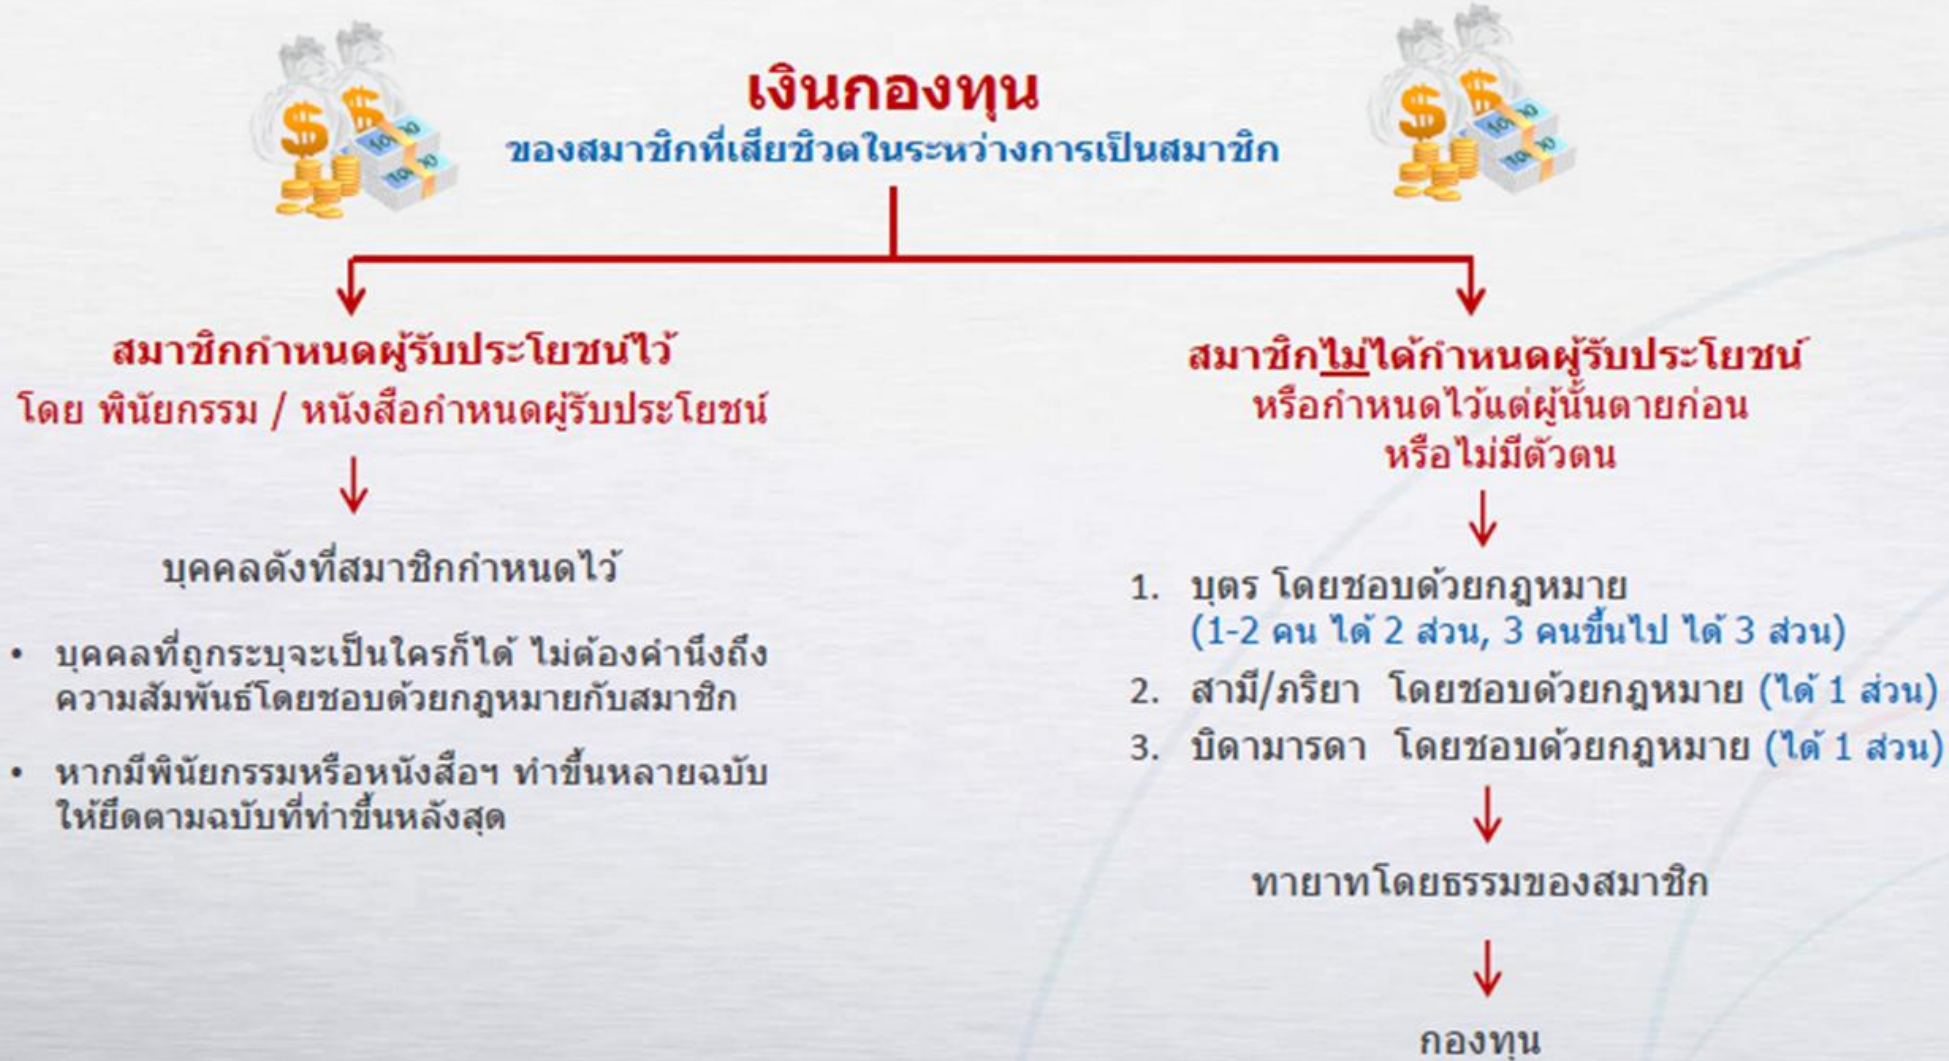 เงินกองทุน
ของสมาชิกที่เสียชีวิตในระหว่างการเป็นสมาชิก
สมาชิกกำหนดผู้รับประโยชน์ไว้
โดย พินัยกรรม / หนังสือกำหนดผู้รับประโยชน์
บุคคลดังที่สมาชิกกำหนดไว้
• บุคคลที่ถูกระบุจะเป็นใครก็ได้ ไม่ต้องคำนึงถึง
ความสัมพันธ์โดยชอบด้วยกฎหมายกับสมาชิก
• หากมีพินัยกรรมหรือหนังสือฯ ทำขึ้นหลายฉบับ
ให้ยึดตามฉบับที่ทำขึ้นหลังสุด
สมาชิกไม่ได้กำหนดผู้รับประโยชน์
หรือกำหนดไว้แต่ผู้นั้นตายก่อน
หรือไม่มีตัวตน
1. บุตร โดยชอบด้วยกฎหมาย
(1-2 คน ได้ 2 ส่วน, 3 คนขึ้นไป ได้ 3 ส่วน)
2. สามี/ภริยา โดยชอบด้วยกฎหมาย (ได้ 1 ส่วน)
3. บิดามารดา โดยชอบด้วยกฎหมาย (ได้ 1 ส่วน)
ทายาทโดยธรรมของสมาชิก
กองทุน